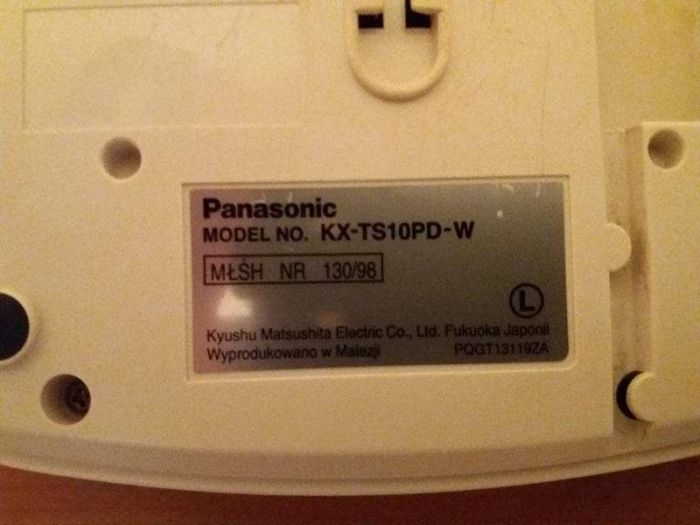 Panasonic
MODEL NO. KX-TS10PD-W
MŁŚH NR 130/98
L
Kyushu Matsushita Electric Co., Ltd. Fukuoka Japonii
Wyprodukowano w Malezji PQGT13119ZA